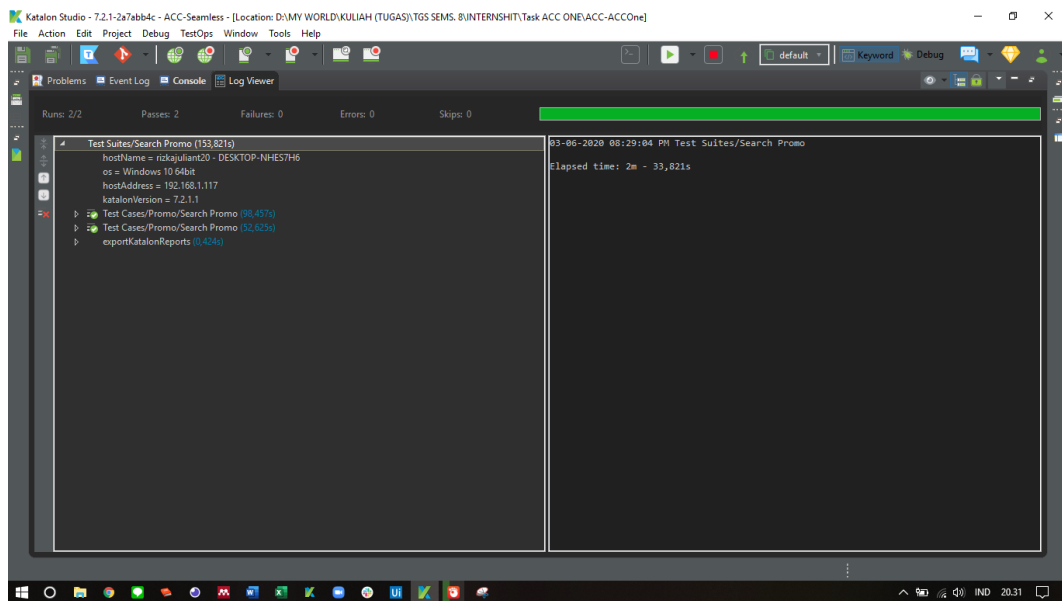 Katalon Studio - 7.2.1-2a7abb4c - ACC-Seamless - [Location: D:\MY WORLD\KULIAH (TUGAS)\TGS SEMS. 8\INTERNSHIT\Task ACC ONE\ACC-ACCOne]
File Action Edit Project Debug TestOps Window Tools Help
default Keyword Debug
Problems Event Log Console Log Viewer
Runs: 2/2 Passes: 2 Failures: 0 Errors: 0 Skips: 0
Test Suites/Search Promo (153,821s)
hostName = rizkajuliant20 - DESKTOP-NHES7H6
os = Windows 10 64bit
hostAddress = 192.168.1.117
katalonVersion = 7.2.1.1
Test Cases/Promo/Search Promo (98,457s)
Test Cases/Promo/Search Promo (52,625s)
exportKatalonReports (0,424s)
03-06-2020 08:29:04 PM Test Suites/Search Promo
Elapsed time: 2m - 33,821s
Ui
IND 20.31